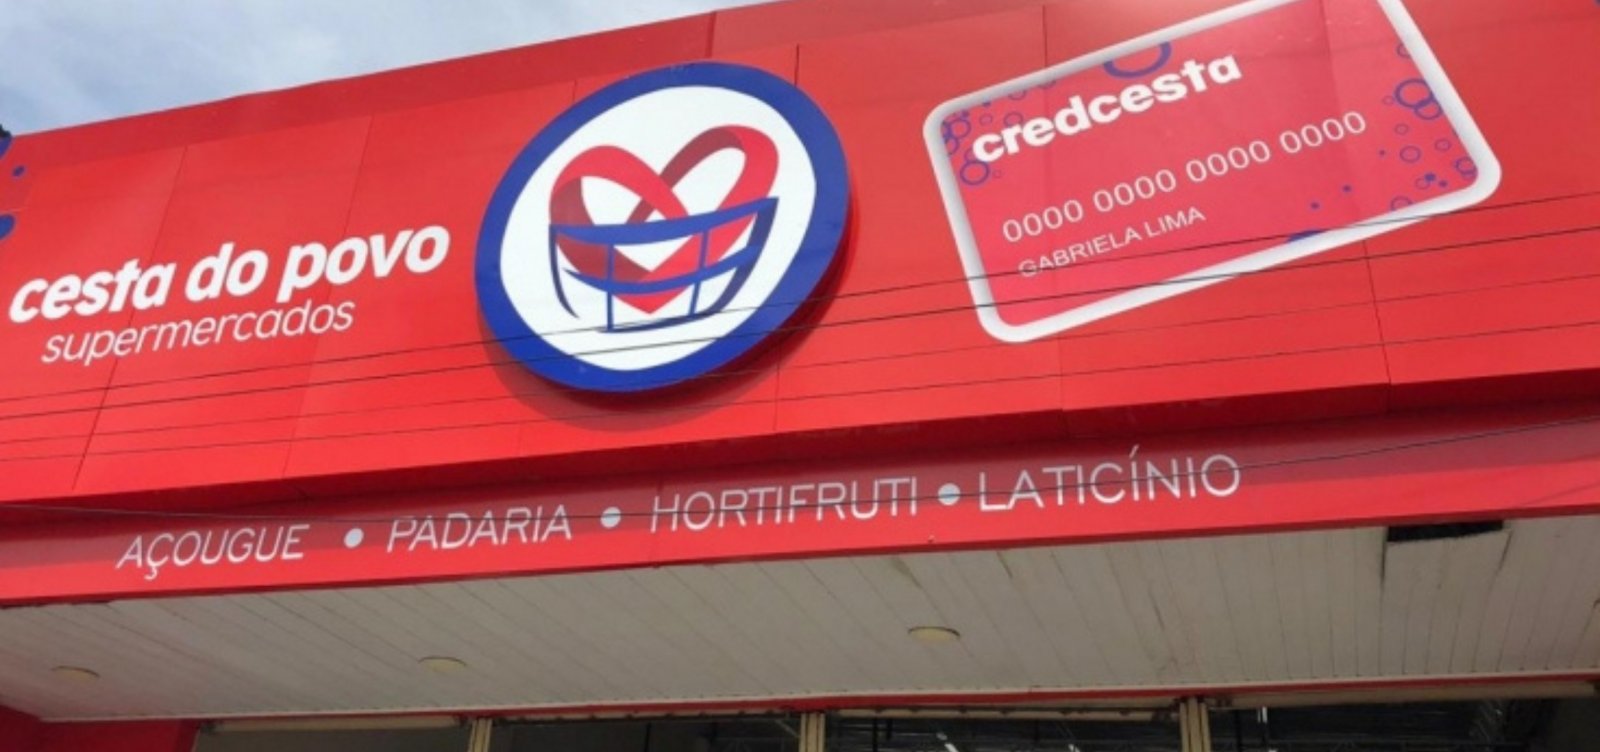 cesta do povo
supermercados
credcesta
0000 0000 0000 0000
GABRIELA LIMA
AÇOUGUE • PADARIA • HORTIFRUTI • LATICÍNIO